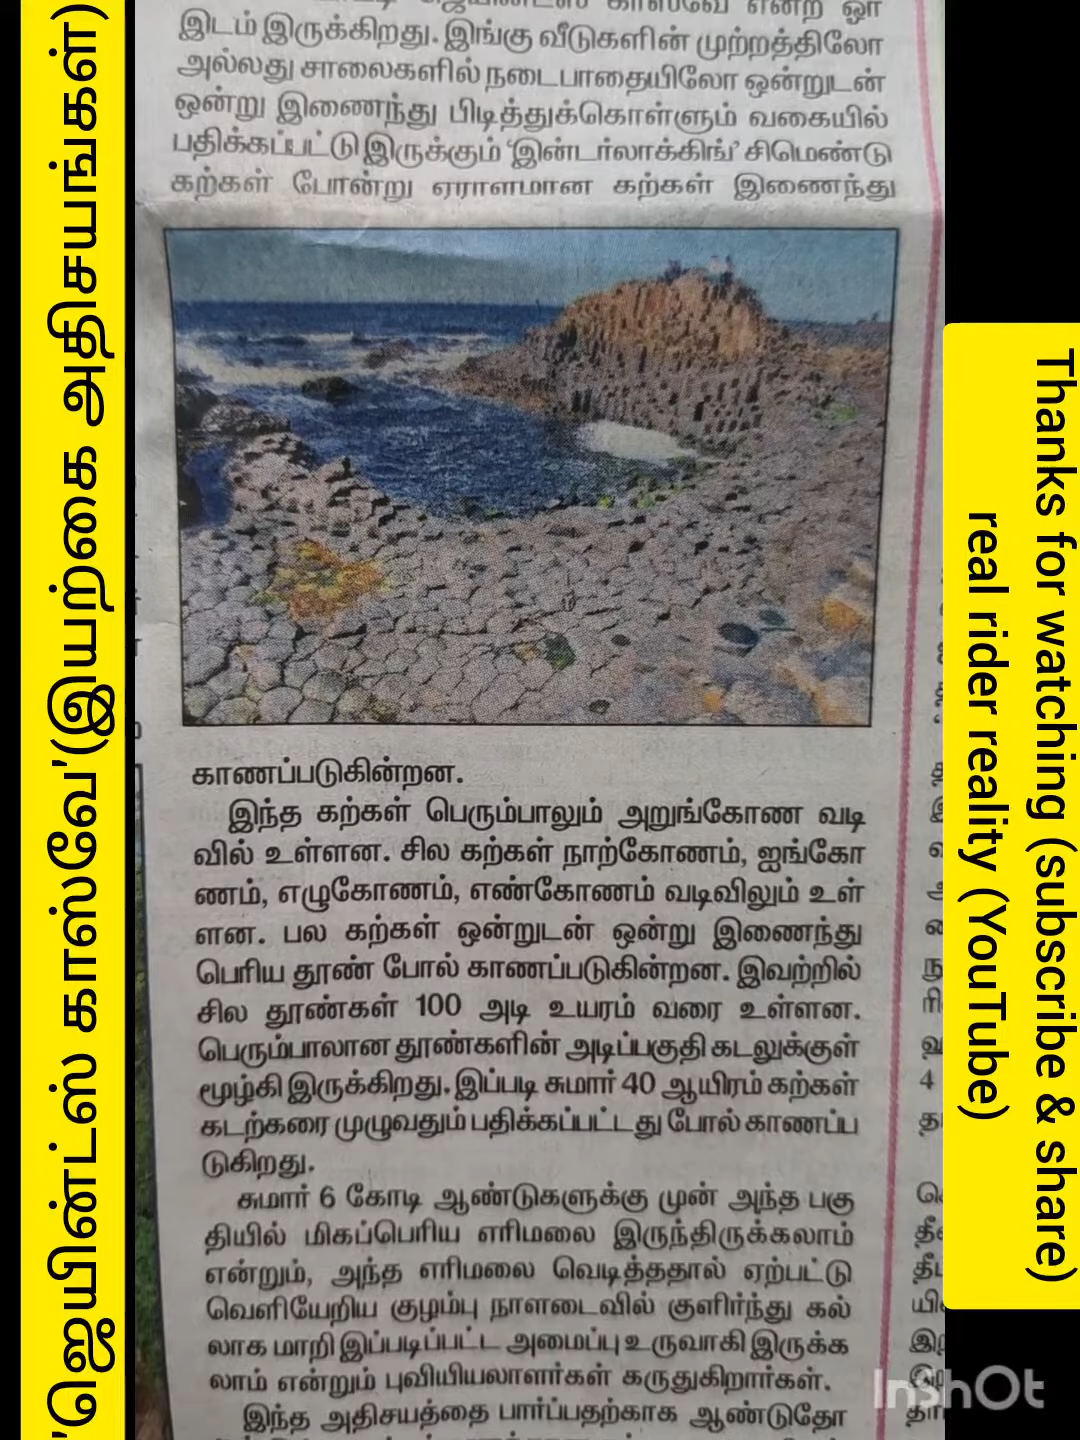 'ஜெயின்ட்ஸ் காஸ்வே'(இயற்கை அதிசயங்கள்)
என்ற ஓர்
இடம் இருக்கிறது. இங்கு வீடுகளின் முற்றத்திலோ
அல்லது சாலைகளில் நடைபாதையிலோ ஒன்றுடன்
ஒன்று இணைந்து பிடித்துக்கொள்ளும் வகையில்
பதிக்கப்பட்டு இருக்கும் 'இன்டர்லாக்கிங்' சிமெண்டு
கற்கள் போன்று ஏராளமான கற்கள் இணைந்து
காணப்படுகின்றன.
இந்த கற்கள் பெரும்பாலும் அறுங்கோண வடி
வில் உள்ளன. சில கற்கள் நாற்கோணம், ஐங்கோ
ணம், எழுகோணம், எண்கோணம் வடிவிலும் உள்
ளன. பல கற்கள் ஒன்றுடன் ஒன்று இணைந்து
பெரிய தூண் போல் காணப்படுகின்றன. இவற்றில்
சில தூண்கள் 100 அடி உயரம் வரை உள்ளன.
பெரும்பாலான தூண்களின் அடிப்பகுதி கடலுக்குள்
மூழ்கி இருக்கிறது. இப்படி சுமார் 40 ஆயிரம் கற்கள்
கடற்கரை முழுவதும் பதிக்கப்பட்டது போல் காணப்ப
டுகிறது.
சுமார் 6 கோடி ஆண்டுகளுக்கு முன் அந்த பகு
தியில் மிகப்பெரிய எரிமலை இருந்திருக்கலாம்
என்றும், அந்த எரிமலை வெடித்ததால் ஏற்பட்டு
வெளியேறிய குழம்பு நாளடைவில் குளிர்ந்து கல்
லாக மாறி இப்படிப்பட்ட அமைப்பு உருவாகி இருக்க
லாம் என்றும் புவியியலாளர்கள் கருதுகிறார்கள்.
இந்த அதிசயத்தை பார்ப்பதற்காக ஆண்டுதோ
Thanks for watching (subscribe & share)
real rider reality (YouTube)
InShOt